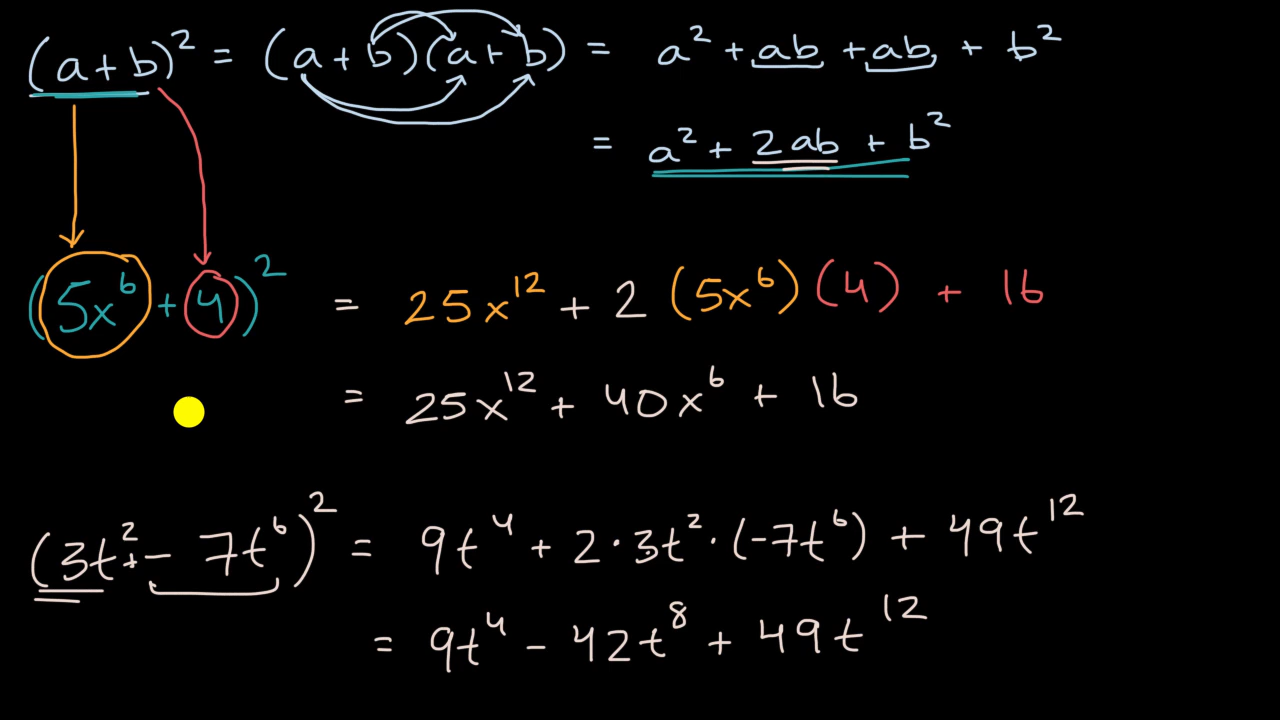 (a+b)² = (a+b)(a+b) = a² + ab + ab + b²
= a² + 2ab + b²
(5x⁶+4)² = 25x¹² + 2(5x⁶)(4) + 16
= 25x¹² + 40x⁶ + 16
(3t² + - 7t⁶)² = 9t⁴ + 2·3t²·(-7t⁶) + 49t¹²
= 9t⁴ - 42t⁸ + 49t¹²